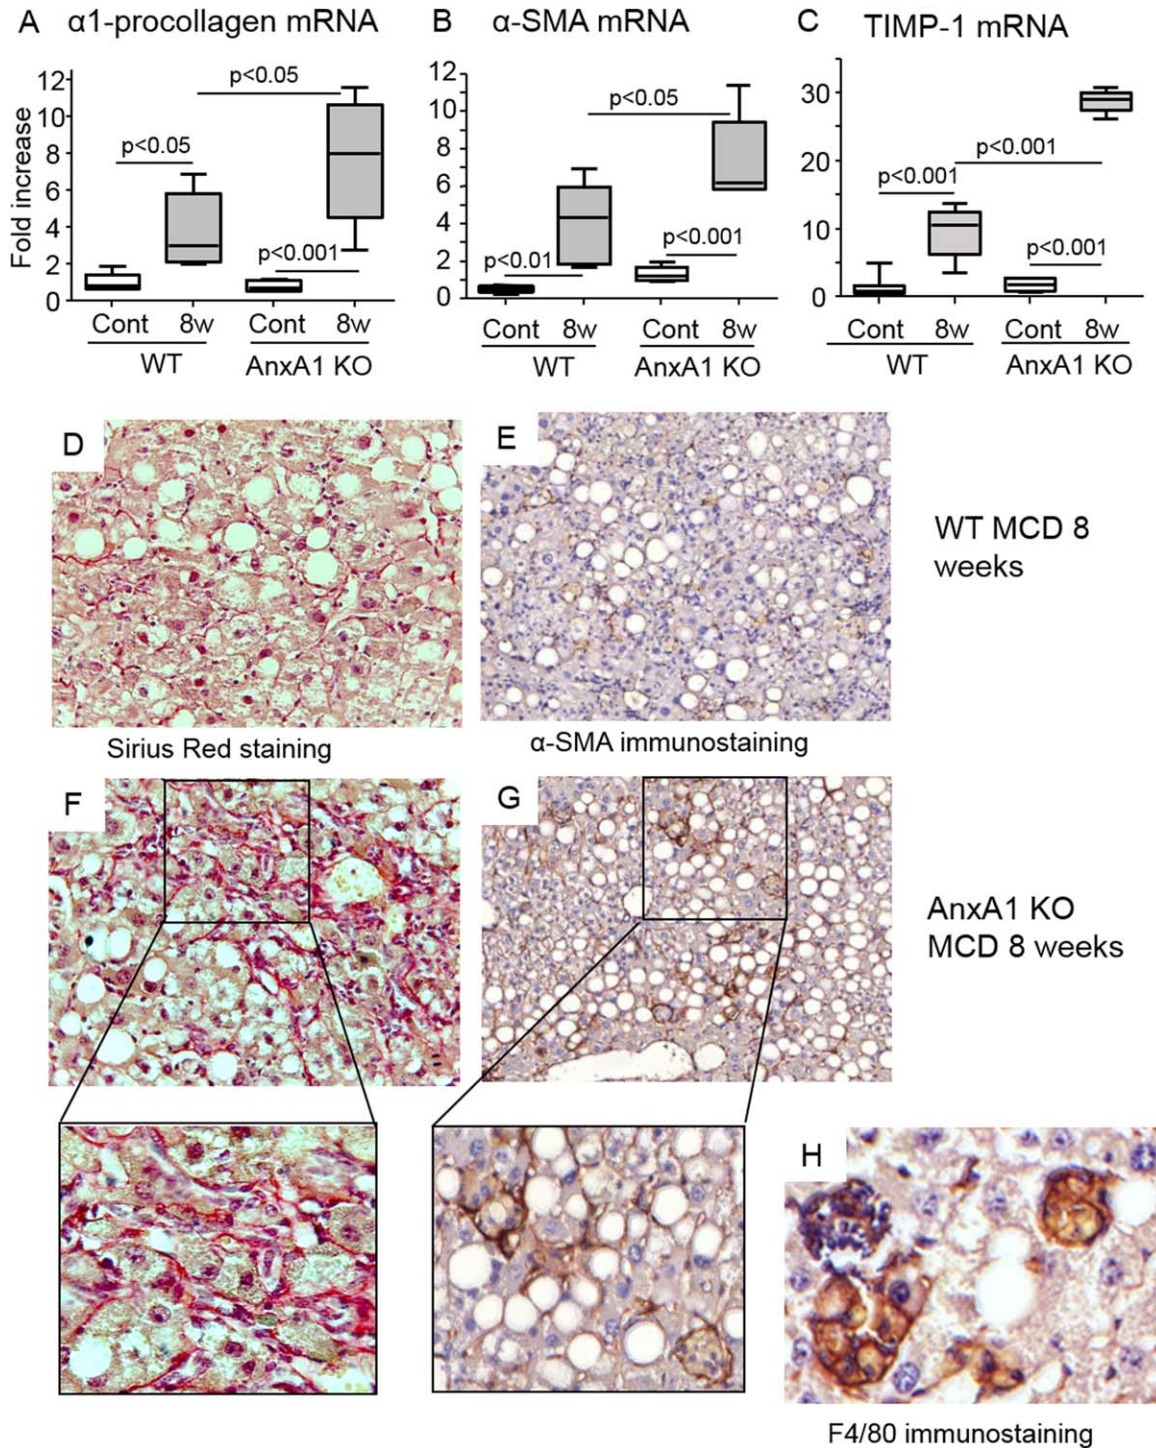 A α1-procollagen mRNA
B α-SMA mRNA
C TIMP-1 mRNA
Fold increase
12
10
8
6
4
2
0
p<0.05
p<0.05
p<0.001
Cont 8w Cont 8w
WT AnxA1 KO
12
10
8
6
4
2
0
p<0.05
p<0.01
p<0.001
Cont 8w Cont 8w
WT AnxA1 KO
30
20
10
0
p<0.001
p<0.001
p<0.001
Cont 8w Cont 8w
WT AnxA1 KO
D
E
WT MCD 8
weeks
Sirius Red staining
α-SMA immunostaining
F
G
AnxA1 KO
MCD 8 weeks
H
F4/80 immunostaining